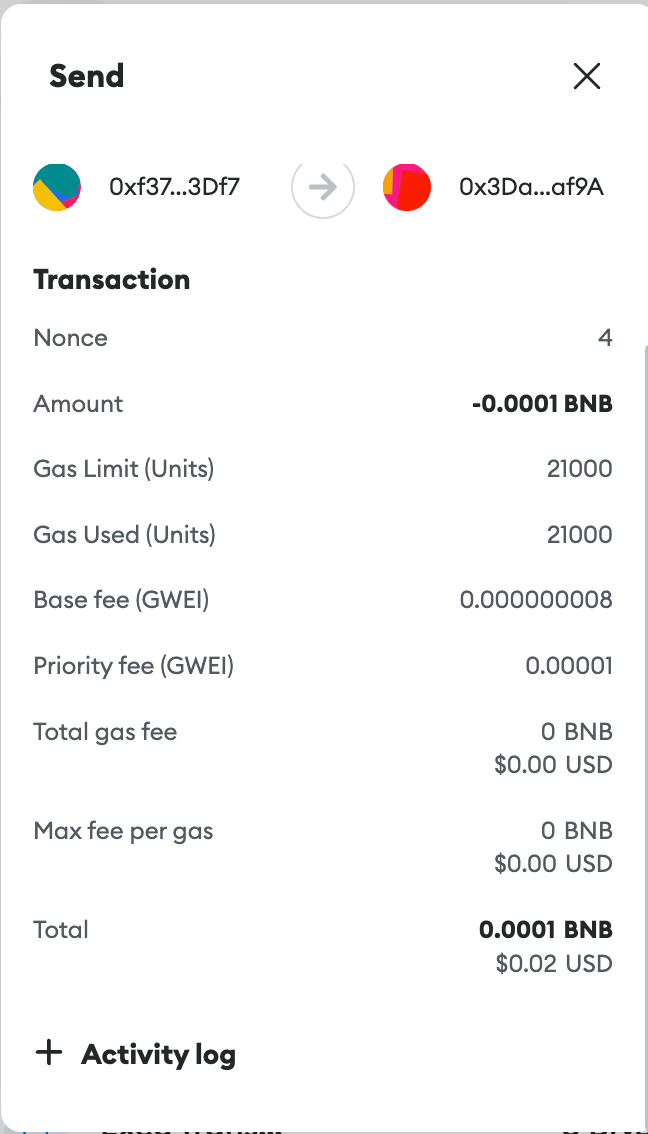 Send
0xf37...3Df7
0x3Da...af9A
Transaction
Nonce 4
Amount -0.0001 BNB
Gas Limit (Units) 21000
Gas Used (Units) 21000
Base fee (GWEI) 0.000000008
Priority fee (GWEI) 0.00001
Total gas fee 0 BNB
$0.00 USD
Max fee per gas 0 BNB
$0.00 USD
Total 0.0001 BNB
$0.02 USD
+ Activity log